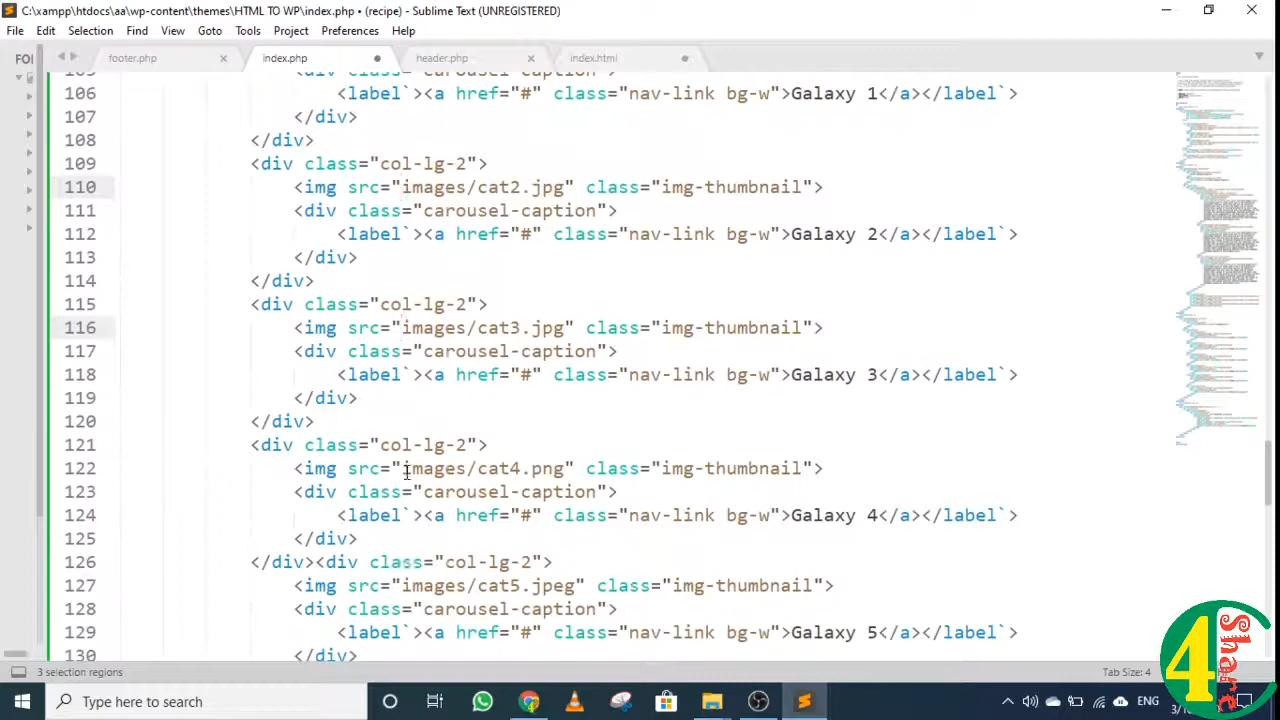 C:\xampp\htdocs\aa\wp-content\themes\HTML TO WP\index.php • (recipe) - Sublime Text (UNREGISTERED)
File Edit Selection Find View Goto Tools Project Preferences Help
FOI
footer.php index.php header.php index.html
105 <div class="carousel-caption">
106 <label`><a href="#" class="nav-link bg-w">Galaxy 1</a></label`>
107 </div>
108 </div>
109 <div class="col-lg-2">
110 <img src="images/cat2.jpg" class="img-thumbnail">
111 <div class="carousel-caption">
112 <label`><a href="#" class="nav-link bg-w">Galaxy 2</a></label`>
113 </div>
114 </div>
115 <div class="col-lg-2">
116 <img src="images/cat3.jpg" class="img-thumbnail">
117 <div class="carousel-caption">
118 <label`><a href="#" class="nav-link bg-w">Galaxy 3</a></label`>
119 </div>
120 </div>
121 <div class="col-lg-2">
122 <img src="images/cat4.png" class="img-thumbnail">
123 <div class="carousel-caption">
124 <label`><a href="#" class="nav-link bg-w">Galaxy 4</a></label`>
125 </div>
126 </div><div class="col-lg-2">
127 <img src="images/cat5.jpeg" class="img-thumbnail">
128 <div class="carousel-caption">
129 <label`><a href="#" class="nav-link bg-w">Galaxy 5</a></label`>
130 </div>
3 selection regions
Tab Size: 4
4 Share
Type here to search
ENG